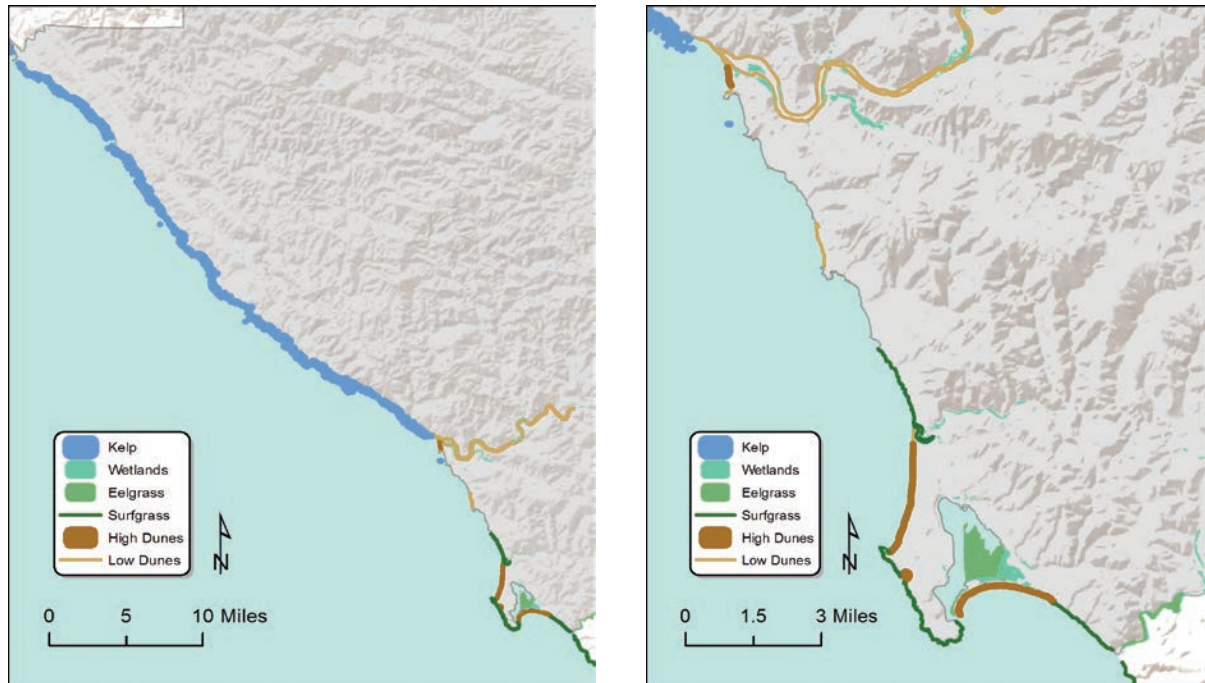 Kelp
Wetlands
Eelgrass
Surfgrass
High Dunes
Low Dunes
N
0 5 10 Miles
Kelp
Wetlands
Eelgrass
Surfgrass
High Dunes
Low Dunes
N
0 1.5 3 Miles